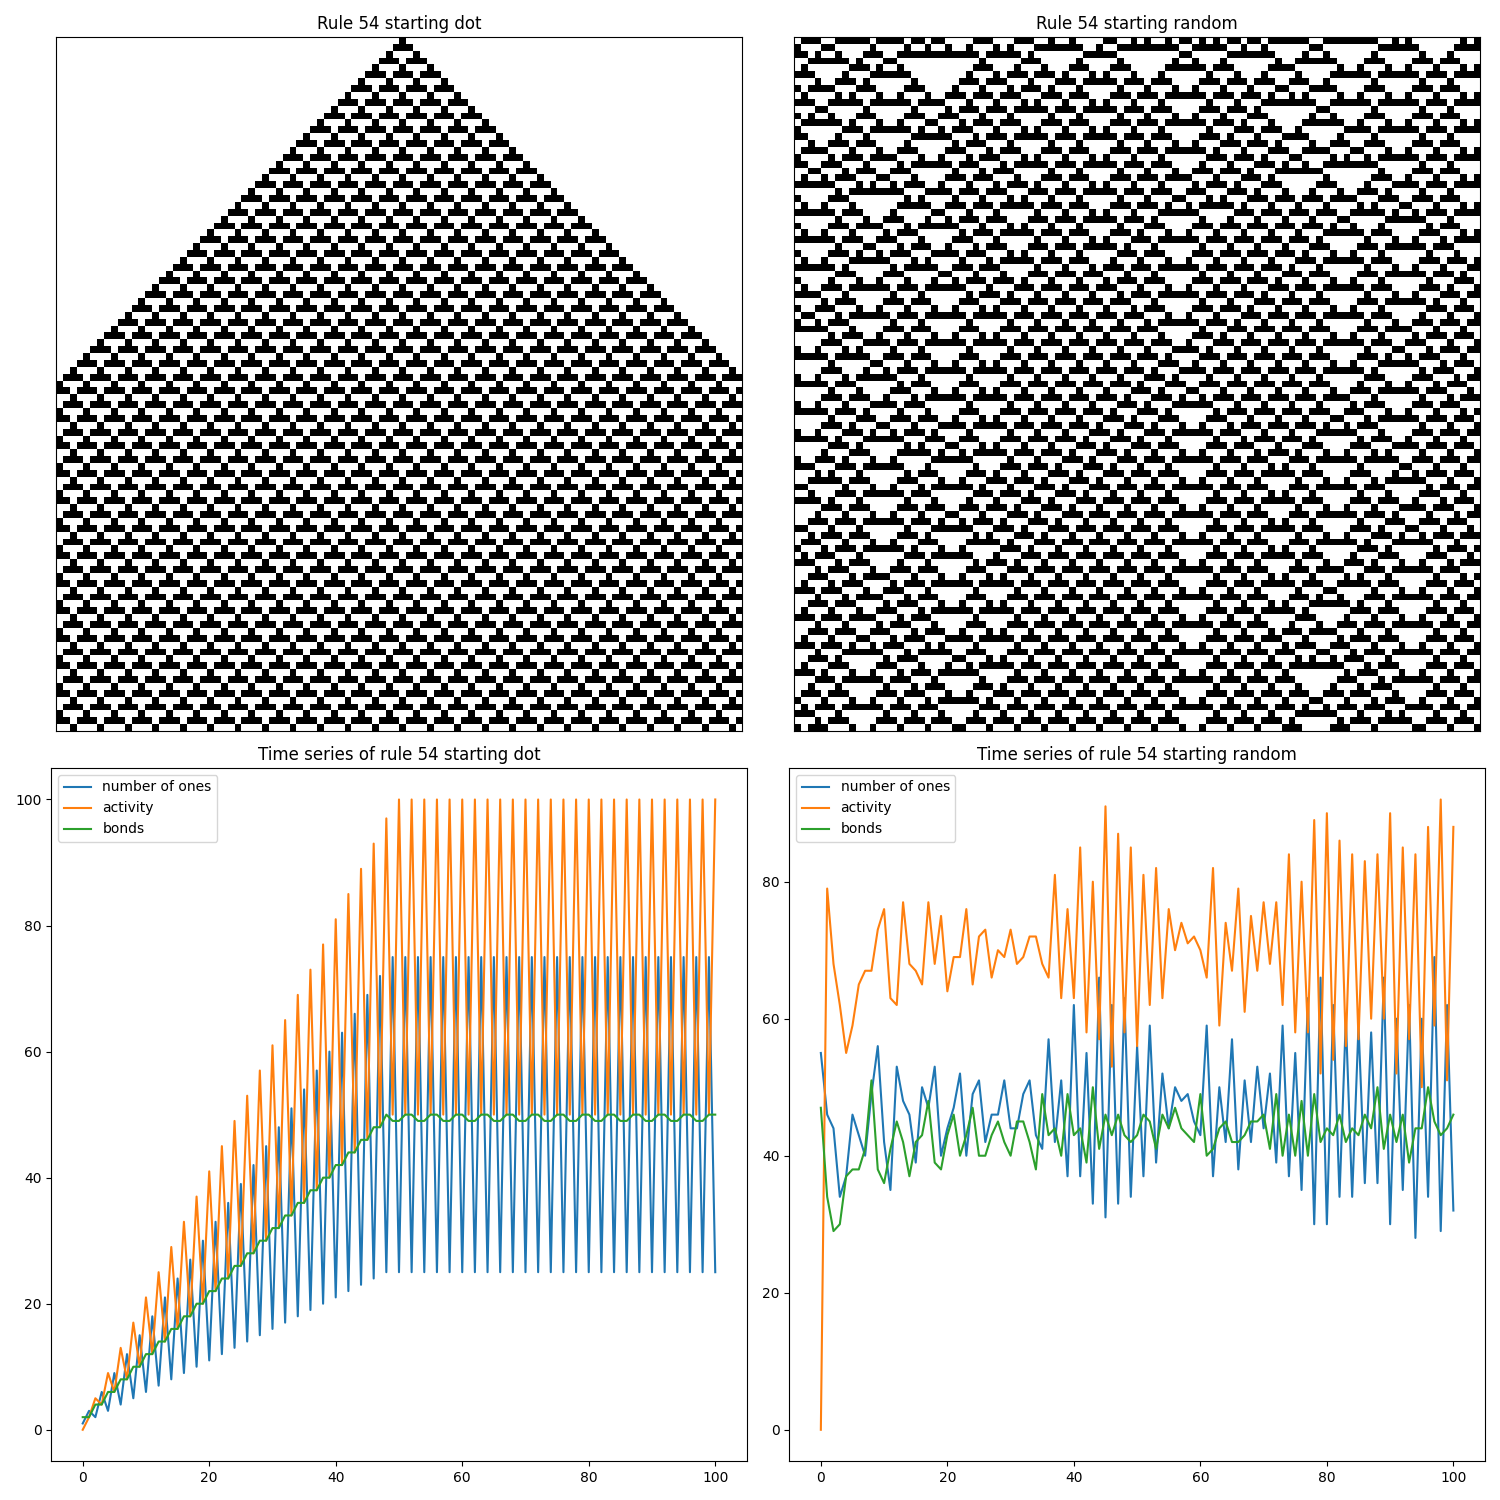 Rule 54 starting dot
Rule 54 starting random
Time series of rule 54 starting dot
number of ones
activity
bonds
100
80
60
40
20
0
0 20 40 60 80 100
Time series of rule 54 starting random
number of ones
activity
bonds
80
60
40
20
0
0 20 40 60 80 100